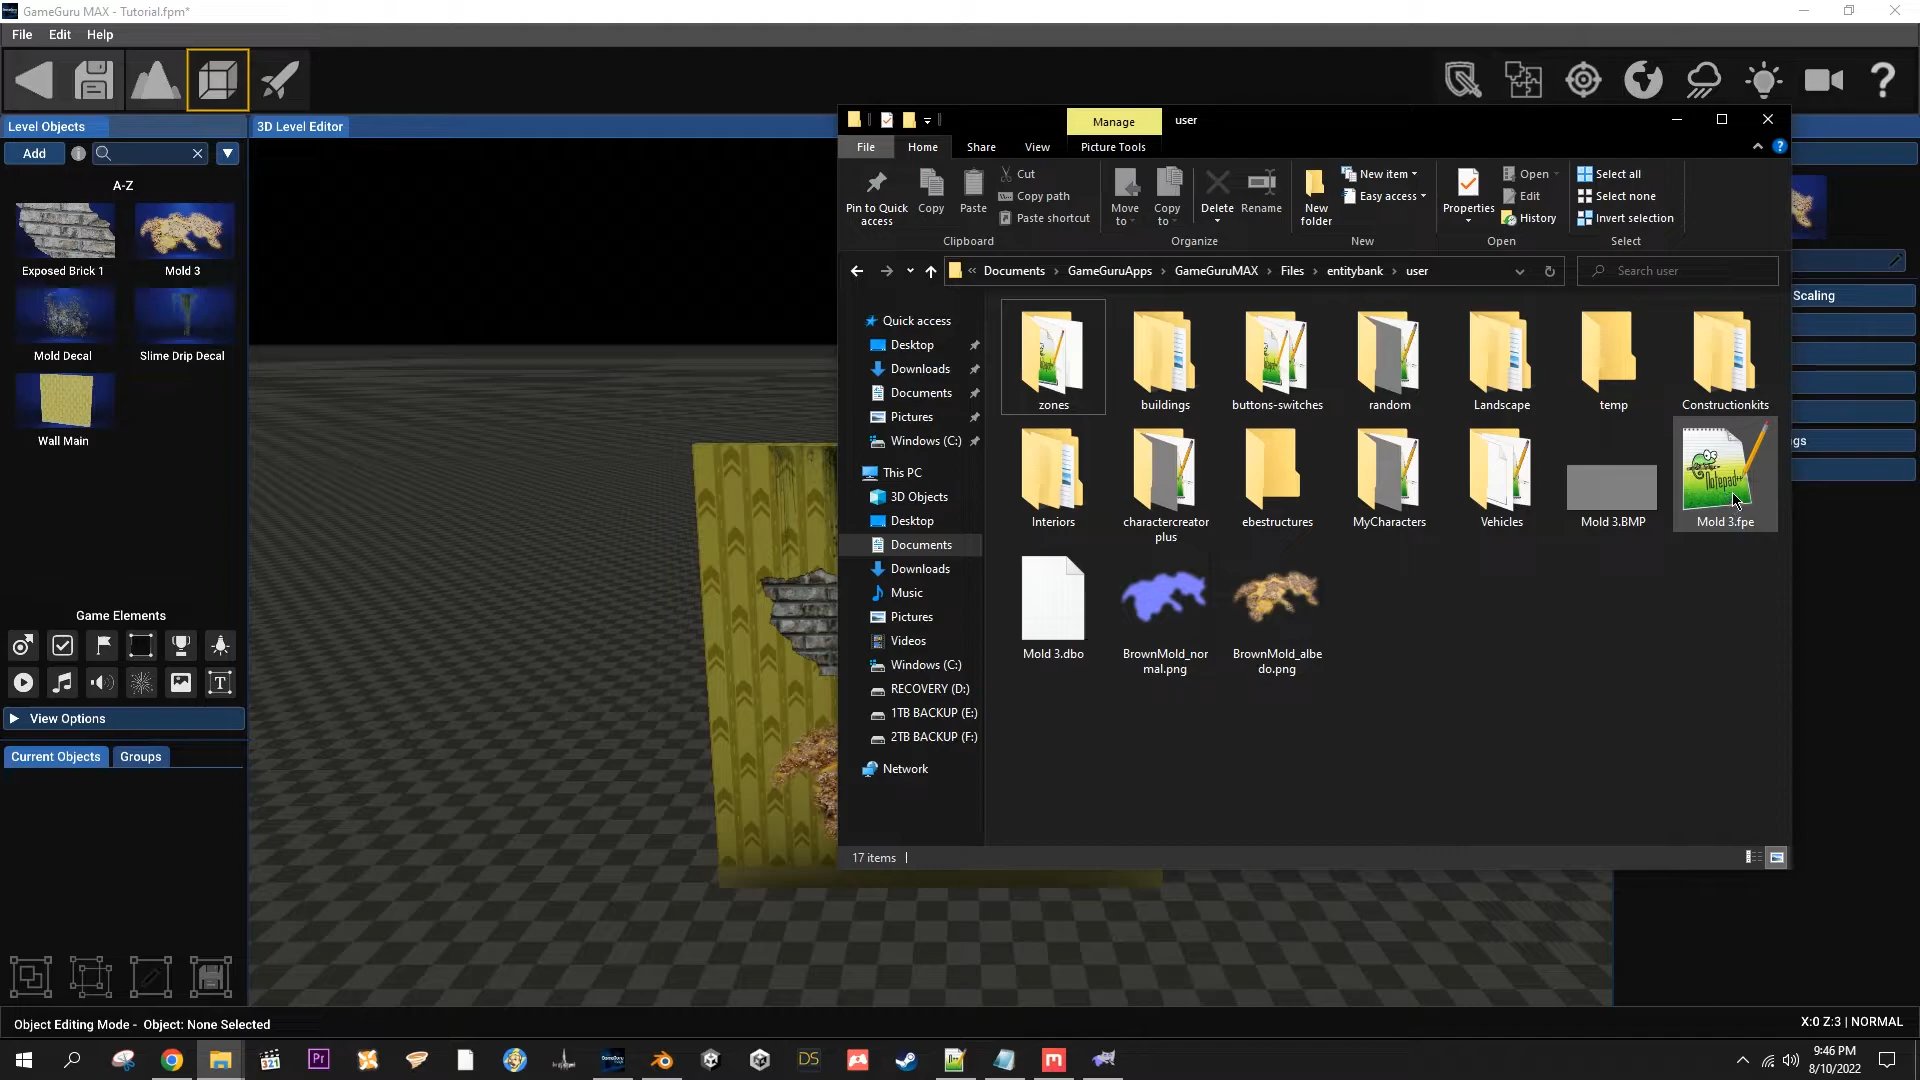 GameGuru MAX - Tutorial.fpm*
File Edit Help
Level Objects
3D Level Editor
Add
A-Z
Exposed Brick 1 Mold 3
Mold Decal Slime Drip Decal
Wall Main
Game Elements
View Options
Current Objects Groups
Object Editing Mode - Object: None Selected
X:0 Z:3 | NORMAL
Scaling
Manage user
File Home Share View Picture Tools
Pin to Quick access
Copy
Paste
Cut
Copy path
Paste shortcut
Clipboard
Move to
Copy to
Delete
Rename
Organize
New folder
New item
Easy access
New
Properties
Open
Edit
History
Open
Select all
Select none
Invert selection
Select
« Documents GameGuruApps GameGuruMAX Files entitybank user
Search user
Quick access
Desktop
Downloads
Documents
Pictures
Windows (C:)
This PC
3D Objects
Desktop
Documents
Downloads
Music
Pictures
Videos
Windows (C:)
RECOVERY (D:)
1TB BACKUP (E:)
2TB BACKUP (F:)
Network
zones buildings buttons-switches random Landscape temp Constructionkits
Interiors charactercreator
plus
ebestructures MyCharacters Vehicles Mold 3.BMP Mold 3.fpe
Notepad++
Mold 3.dbo
BrownMold_nor
mal.png
BrownMold_albe
do.png
17 items
321
Pr
DS
9:46 PM
8/10/2022